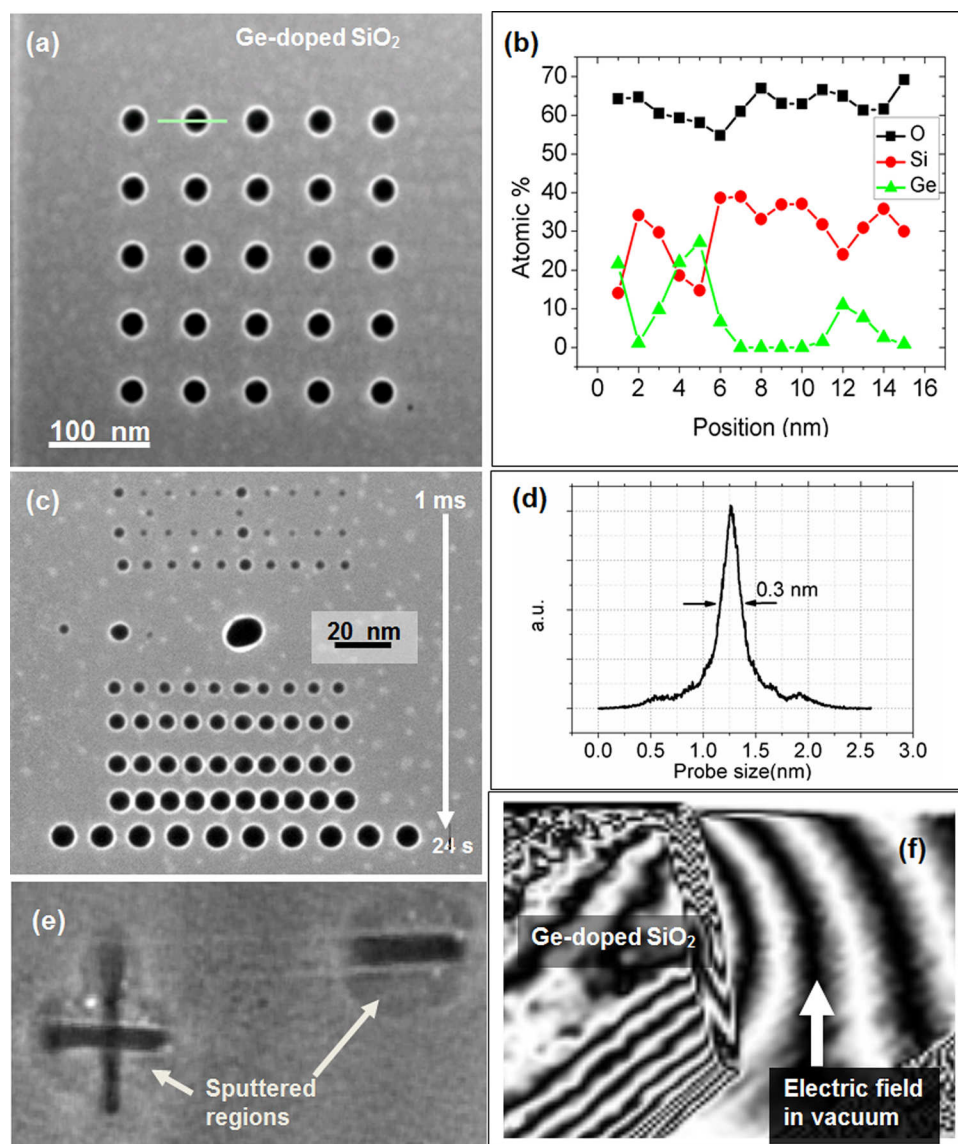 (a)
Ge-doped SiO₂
100 nm
(b)
70
60
50
40
30
20
10
0
Atomic %
O
Si
Ge
0 2 4 6 8 10 12 14 16
Position (nm)
(c)
1 ms
20 nm
24 s
(d)
a.u.
0.3 nm
0.0 0.5 1.0 1.5 2.0 2.5 3.0
Probe size(nm)
(e)
Sputtered
regions
(f)
Ge-doped SiO₂
Electric field
in vacuum